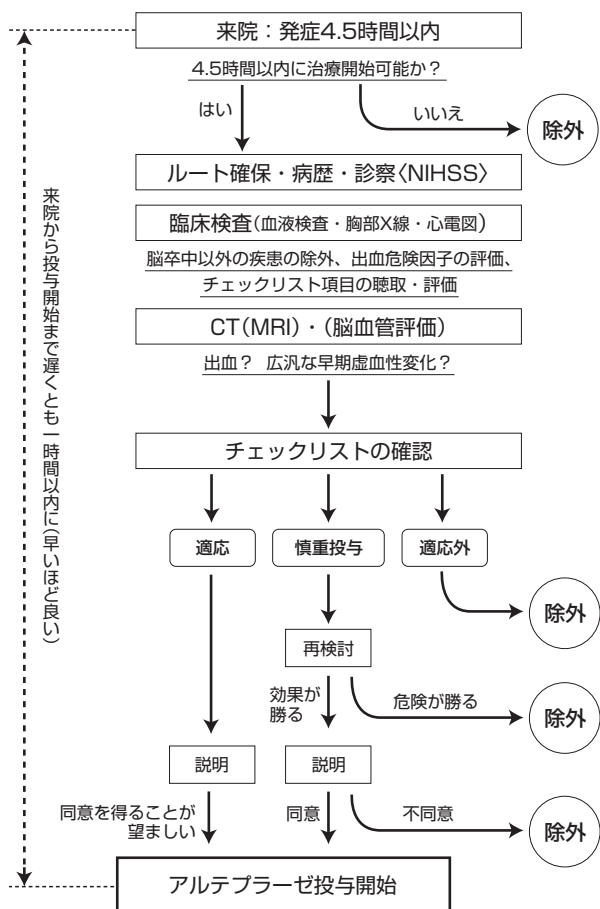 来院：発症4.5時間以内
4.5時間以内に治療開始可能か？
はい
いいえ
除外
ルート確保・病歴・診察〈NIHSS〉
臨床検査(血液検査・胸部X線・心電図)
脳卒中以外の疾患の除外、出血危険因子の評価、
チェックリスト項目の聴取・評価
CT(MRI)・(脳血管評価)
出血？ 広汎な早期虚血性変化？
来院から投与開始まで遅くとも一時間以内に(早いほど良い)
チェックリストの確認
適応
慎重投与
適応外
除外
再検討
効果が
勝る
危険が勝る
除外
説明
説明
同意を得ることが
望ましい
同意
不同意
除外
アルテプラーゼ投与開始